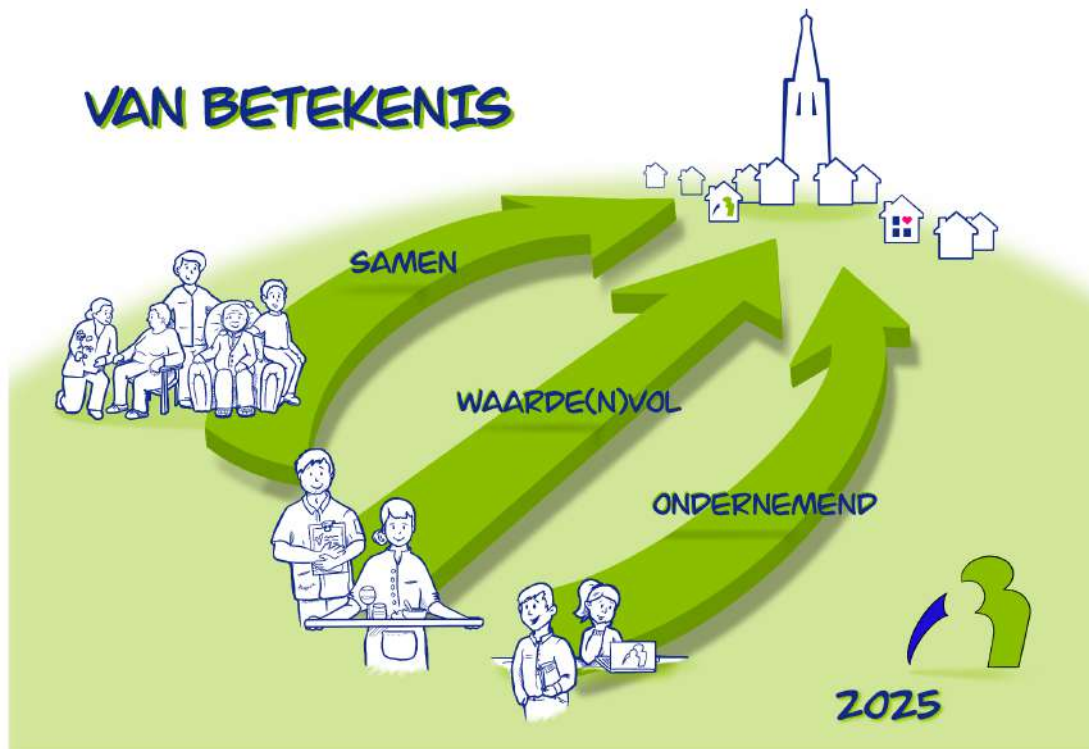 VAN BETEKENIS
SAMEN
WAARDE(N)VOL
ONDERNEMEND
2025